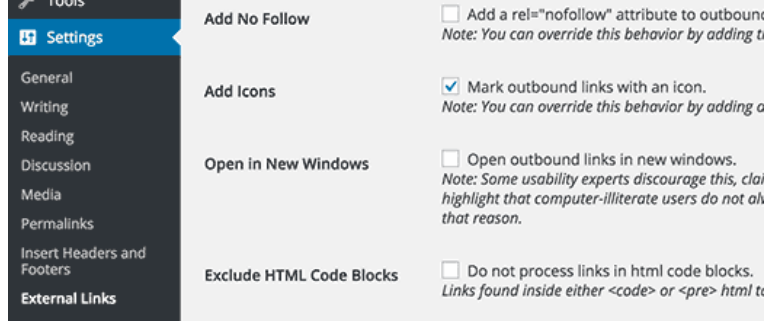 Tools
Settings
General
Writing
Reading
Discussion
Media
Permalinks
Insert Headers and
Footers
External Links
Add No Follow
Add a rel="nofollow" attribute to outbound
Note: You can override this behavior by adding
Add Icons
Mark outbound links with an icon.
Note: You can override this behavior by adding a
Open in New Windows
Open outbound links in new windows.
Note: Some usability experts discourage this,
highlight that computer-illiterate users do not
that reason.
Exclude HTML Code Blocks
Do not process links in html code blocks.
Links found inside either <code> or <pre> html